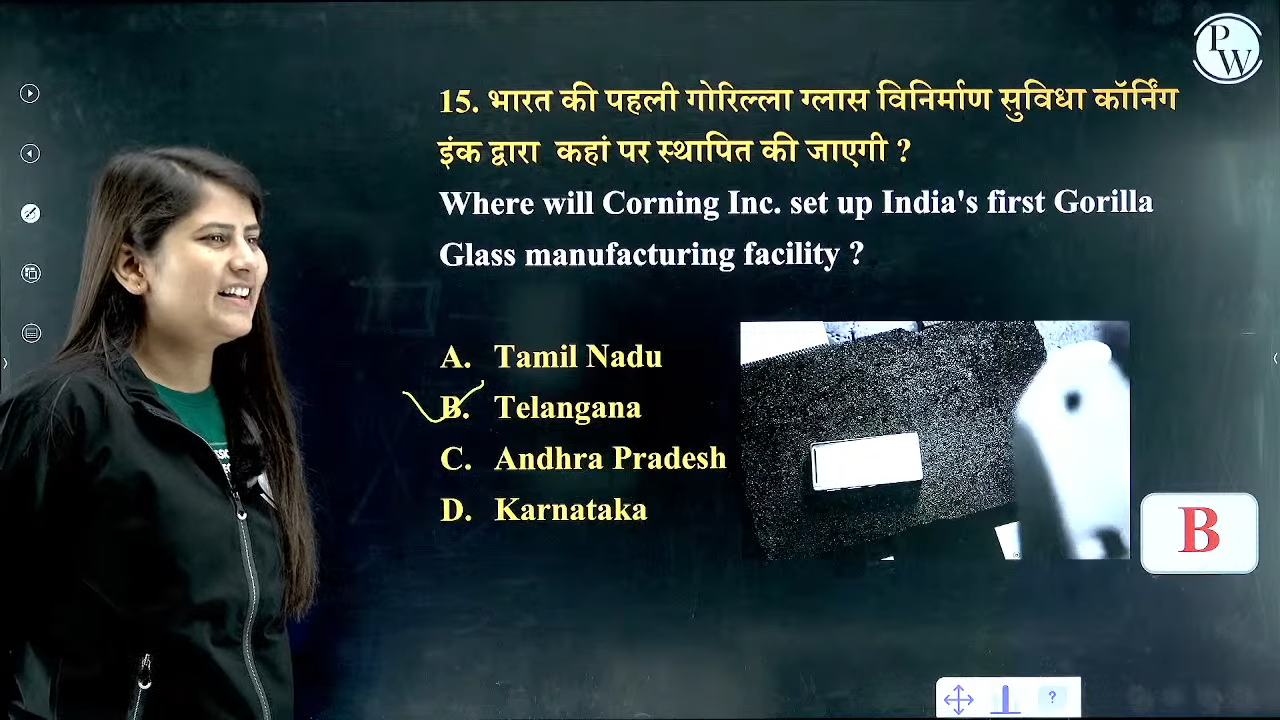 PW
15. भारत की पहली गोरिल्ला ग्लास विनिर्माण सुविधा कॉर्निंग
इंक द्वारा कहां पर स्थापित की जाएगी ?
Where will Corning Inc. set up India's first Gorilla
Glass manufacturing facility ?
A. Tamil Nadu
B. Telangana
C. Andhra Pradesh
D. Karnataka
B
?